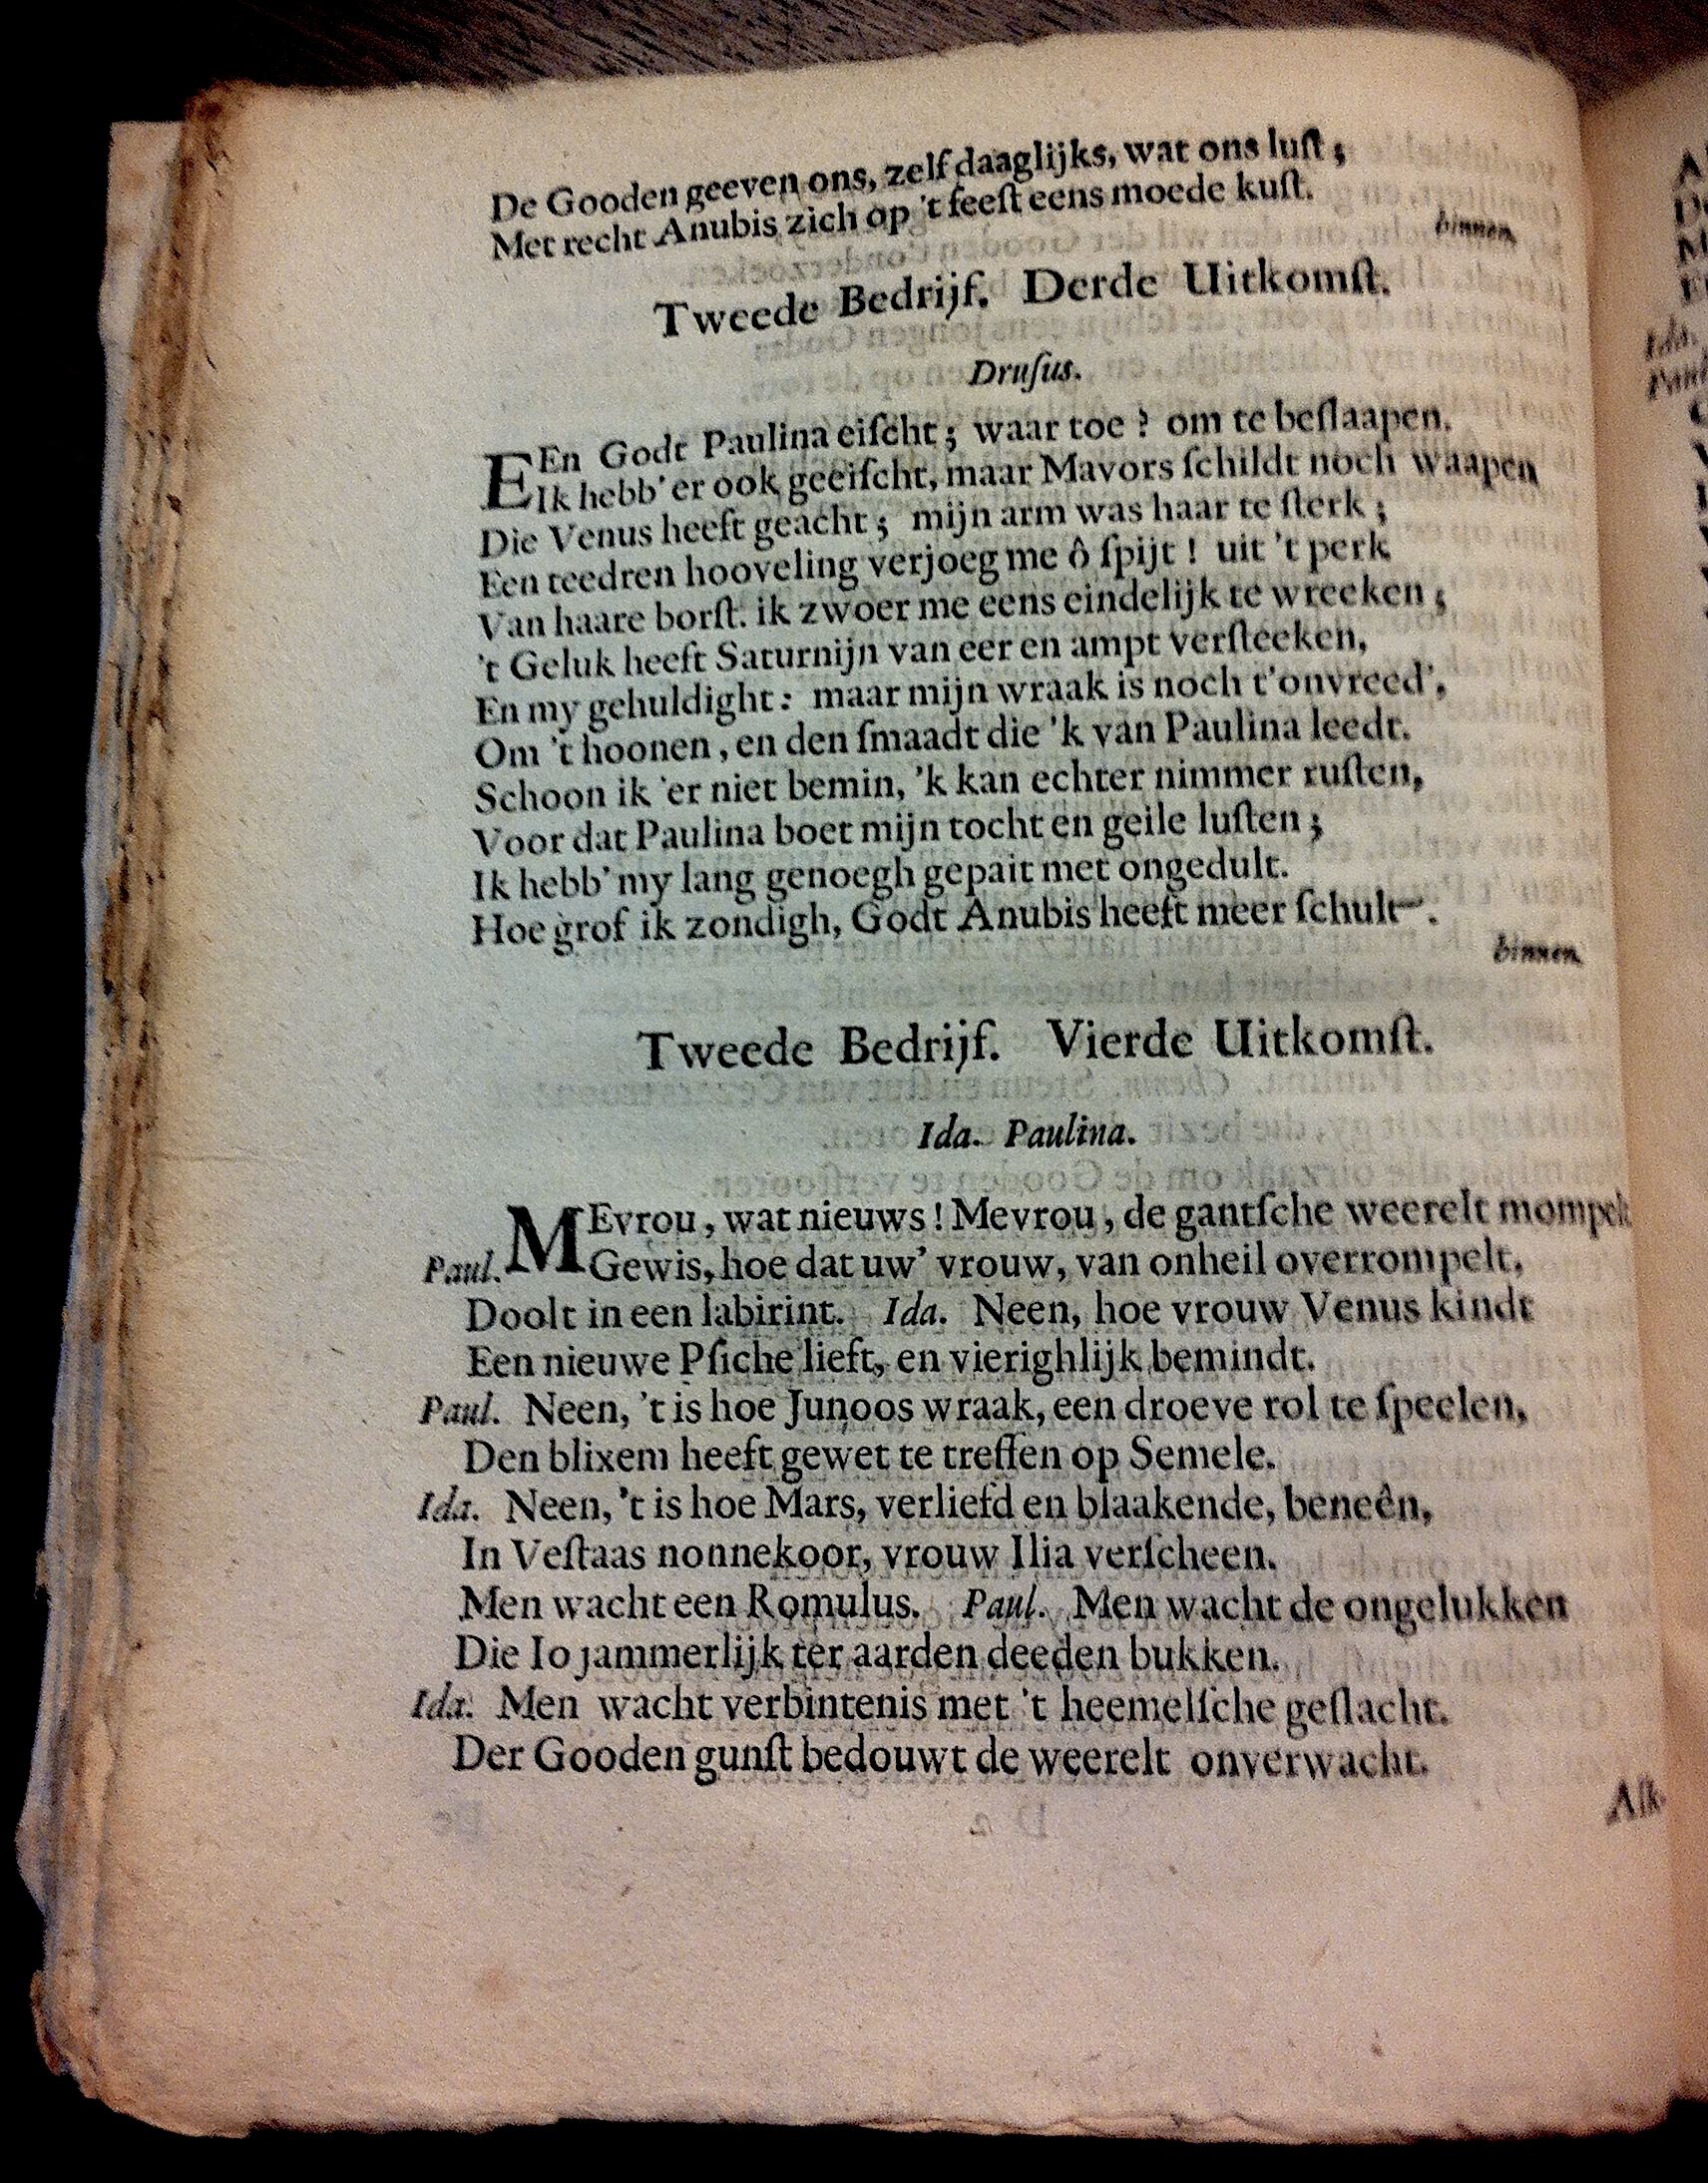 De Gooden geeven ons, zelf daaglijks, wat ons luſt;
Met recht Anubis zich op 't feeſt eens moede kuſt.
binnen.
Tweede Bedrijf. Derde Uitkomſt.
Druſus.
EEn Godt Paulina eiſcht; waar toe? om te beſlaapen.
Ik hebb' er ook geeiſcht, maar Mavors ſchildt noch waapen
Die Venus heeft geacht; mijn arm was haar te ſterk;
Een teedren hooveling verjoeg me ô ſpijt! uit 't perk
Van haare borſt. ik zwoer me eens eindelijk te wreeken;
't Geluk heeft Saturnijn van eer en ampt verſteeken,
En my gehuldight: maar mijn wraak is noch t'onvreed',
Om 't hoonen, en den ſmaadt die 'k van Paulina leedt.
Schoon ik 'er niet bemin, 'k kan echter nimmer ruſten,
Voor dat Paulina boet mijn tocht en geile luſten;
Ik hebb' my lang genoegh gepait met ongedult.
Hoe grof ik zondigh, Godt Anubis heeft meer ſchult.
binnen.
Tweede Bedrijf. Vierde Uitkomſt.
Ida. Paulina.
MEvrou, wat nieuws! Mevrou, de gantſche weerelt mompelt
Paul. Gewis, hoe dat uw' vrouw, van onheil overrompelt,
Doolt in een labirint. Ida. Neen, hoe vrouw Venus kindt
Een nieuwe Pſiche lieft, en vierighlijk bemindt.
Paul. Neen, 't is hoe Junoos wraak, een droeve rol te ſpeelen,
Den blixem heeft gewet te treffen op Semele.
Ida. Neen, 't is hoe Mars, verliefd en blaakende, beneên,
In Veſtaas nonnekoor, vrouw Ilia verſcheen.
Men wacht een Romulus. Paul. Men wacht de ongelukken
Die Io jammerlijk ter aarden deeden bukken.
Ida. Men wacht verbintenis met 't heemelſche geſlacht.
Der Gooden gunſt bedouwt de weerelt onverwacht.